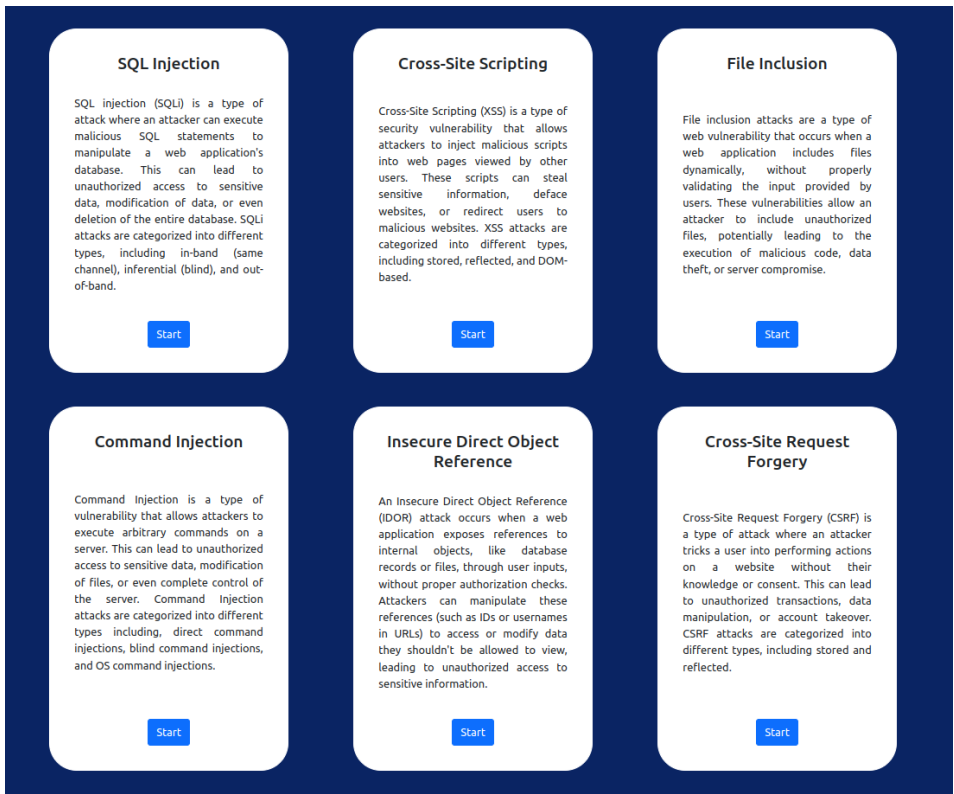 SQL Injection
SQL injection (SQLi) is a type of
attack where an attacker can execute
malicious SQL statements to
manipulate a web application's
database. This can lead to
unauthorized access to sensitive
data, modification of data, or even
deletion of the entire database. SQLi
attacks are categorized into different
types, including in-band (same
channel), inferential (blind), and out-
of-band.
Start
Cross-Site Scripting
Cross-Site Scripting (XSS) is a type of
security vulnerability that allows
attackers to inject malicious scripts
into web pages viewed by other
users. These scripts can steal
sensitive information, deface
websites, or redirect users to
malicious websites. XSS attacks are
categorized into different types,
including stored, reflected, and DOM-
based.
Start
File Inclusion
File inclusion attacks are a type of
web vulnerability that occurs when a
web application includes files
dynamically, without properly
validating the input provided by
users. These vulnerabilities allow an
attacker to include unauthorized
files, potentially leading to the
execution of malicious code, data
theft, or server compromise.
Start
Command Injection
Command Injection is a type of
vulnerability that allows attackers to
execute arbitrary commands on a
server. This can lead to unauthorized
access to sensitive data, modification
of files, or even complete control of
the server. Command Injection
attacks are categorized into different
types including, direct command
injections, blind command injections,
and OS command injections.
Start
Insecure Direct Object
Reference
An Insecure Direct Object Reference
(IDOR) attack occurs when a web
application exposes references to
internal objects, like database
records or files, through user inputs,
without proper authorization checks.
Attackers can manipulate these
references (such as IDs or usernames
in URLs) to access or modify data
they shouldn't be allowed to view,
leading to unauthorized access to
sensitive information.
Start
Cross-Site Request
Forgery
Cross-Site Request Forgery (CSRF) is
a type of attack where an attacker
tricks a user into performing actions
on a website without their
knowledge or consent. This can lead
to unauthorized transactions, data
manipulation, or account takeover.
CSRF attacks are categorized into
different types, including stored and
reflected.
Start